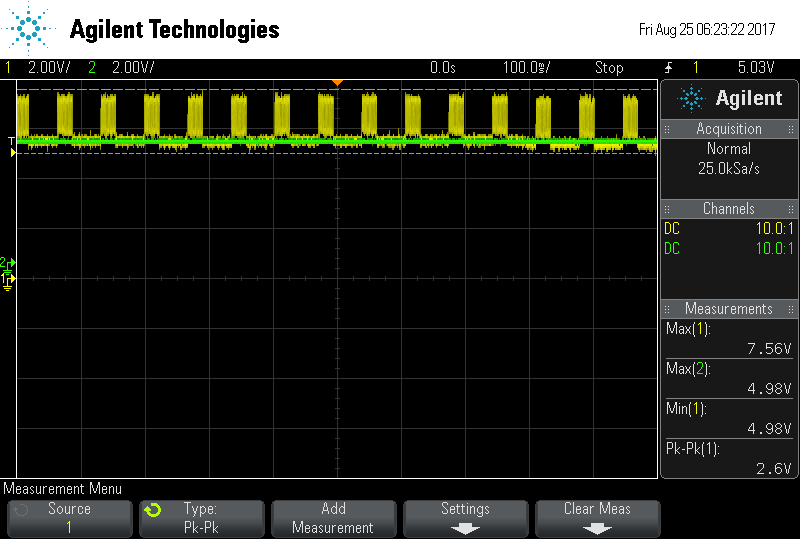 Agilent Technologies
Fri Aug 25 06:23:22 2017
1 2.00V/ 2 2.00V/ 0.0s 100.0ms/ Stop 1 5.03V
Agilent
Acquisition
Normal
25.0kSa/s
Channels
DC 10.0:1
DC 10.0:1
Measurements
Max(1):
7.56V
Max(2):
4.98V
Min(1):
4.98V
Pk-Pk(1):
2.6V
T
2
1
Measurement Menu
Source
1
Type:
Pk-Pk
Add
Measurement
Settings
Clear Meas